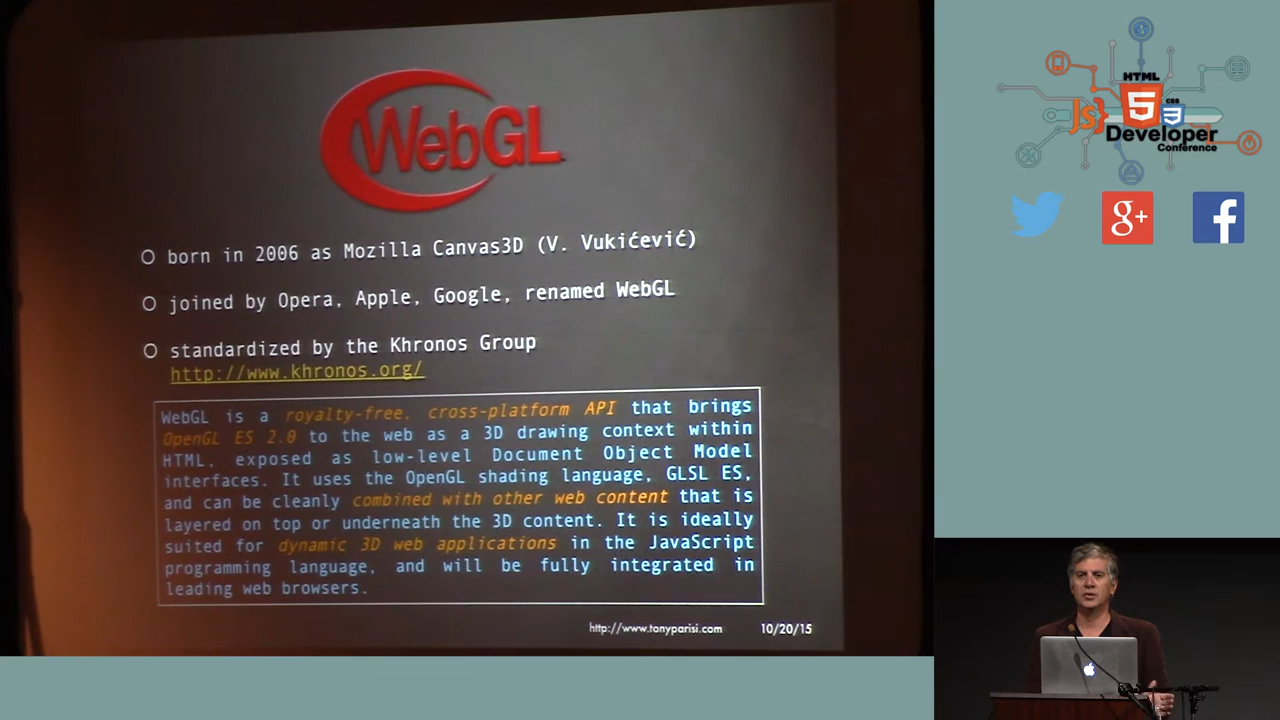 WebGL
born in 2006 as Mozilla Canvas3D (V. Vukićević)
joined by Opera, Apple, Google, renamed WebGL
standardized by the Khronos Group
http://www.khronos.org/
WebGL is a royalty-free, cross-platform API that brings
OpenGL ES 2.0 to the web as a 3D drawing context within
HTML, exposed as low-level Document Object Model
interfaces. It uses the OpenGL shading language, GLSL ES,
and can be cleanly combined with other web content that is
layered on top or underneath the 3D content. It is ideally
suited for dynamic 3D web applications in the JavaScript
programming language, and will be fully integrated in
leading web browsers.
http://www.tonyparisi.com 10/20/15
HTML
5
CSS
3
JS}
Developer
Conference
g+
f